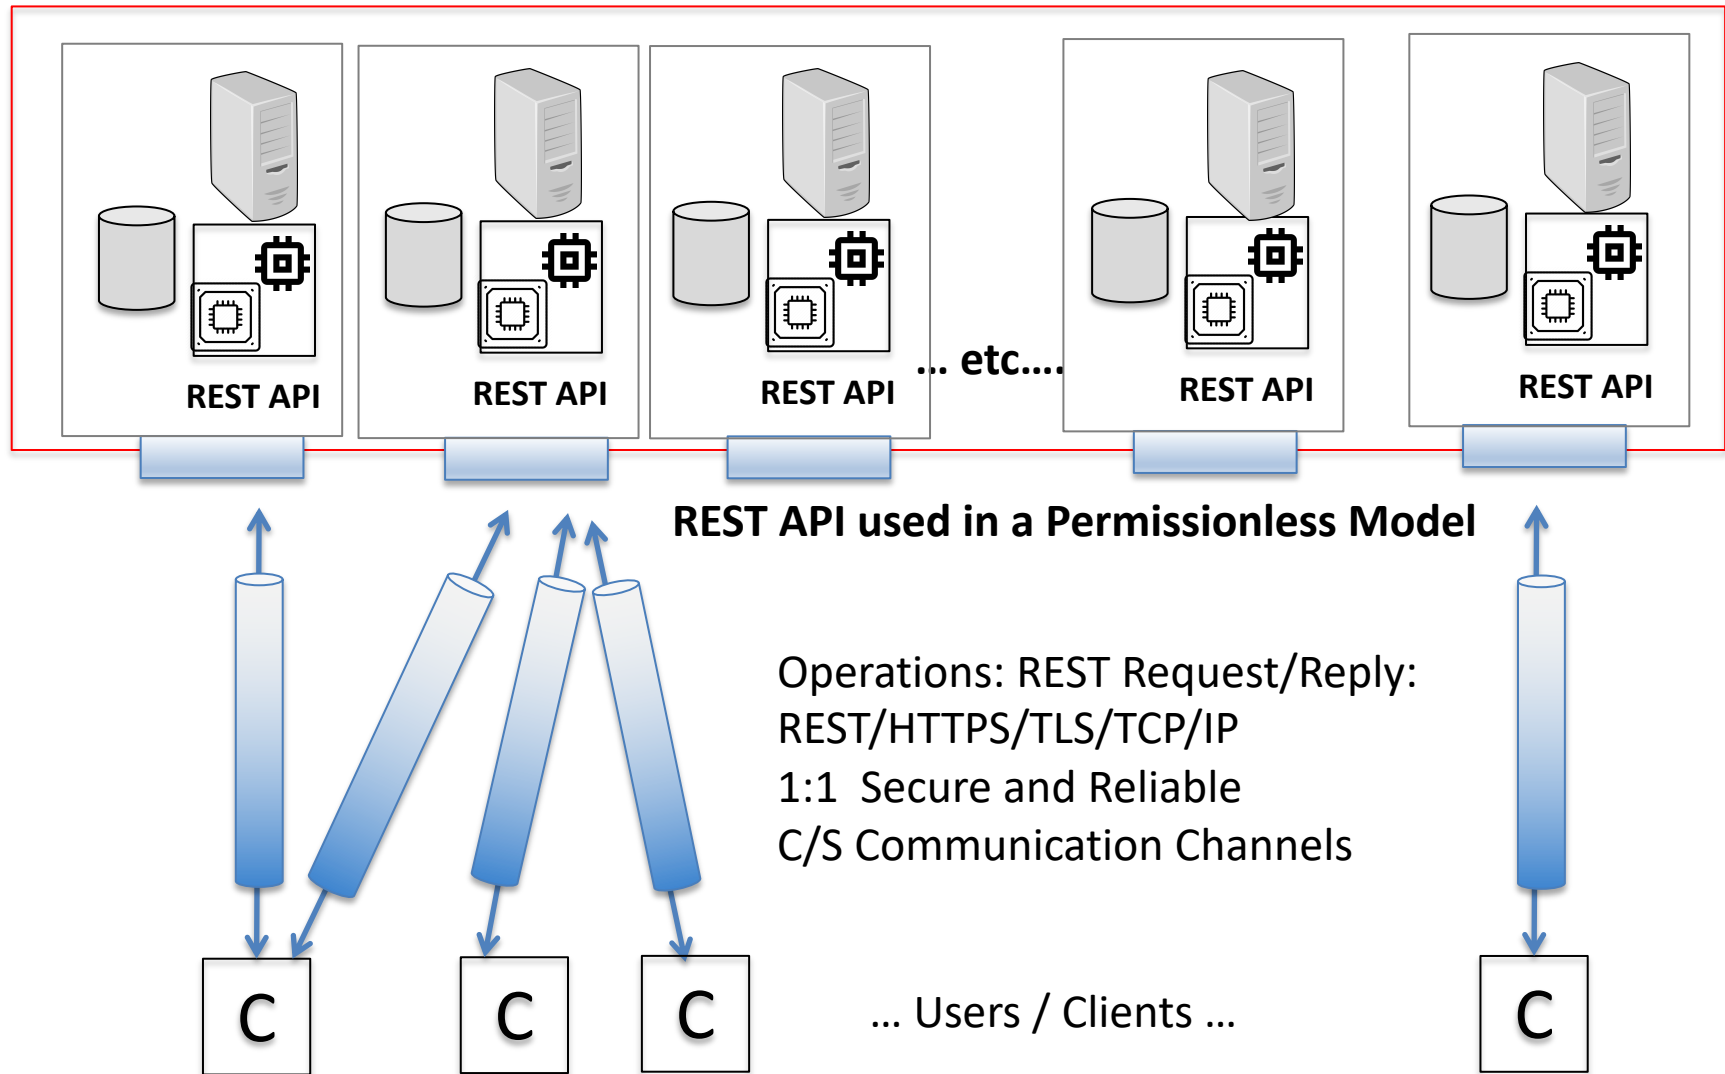 ... etc....
REST API
REST API
REST API
REST API
REST API
REST API used in a Permissionless Model
Operations: REST Request/Reply:
REST/HTTPS/TLS/TCP/IP
1:1 Secure and Reliable
C/S Communication Channels
C
C
C
... Users / Clients ...
C